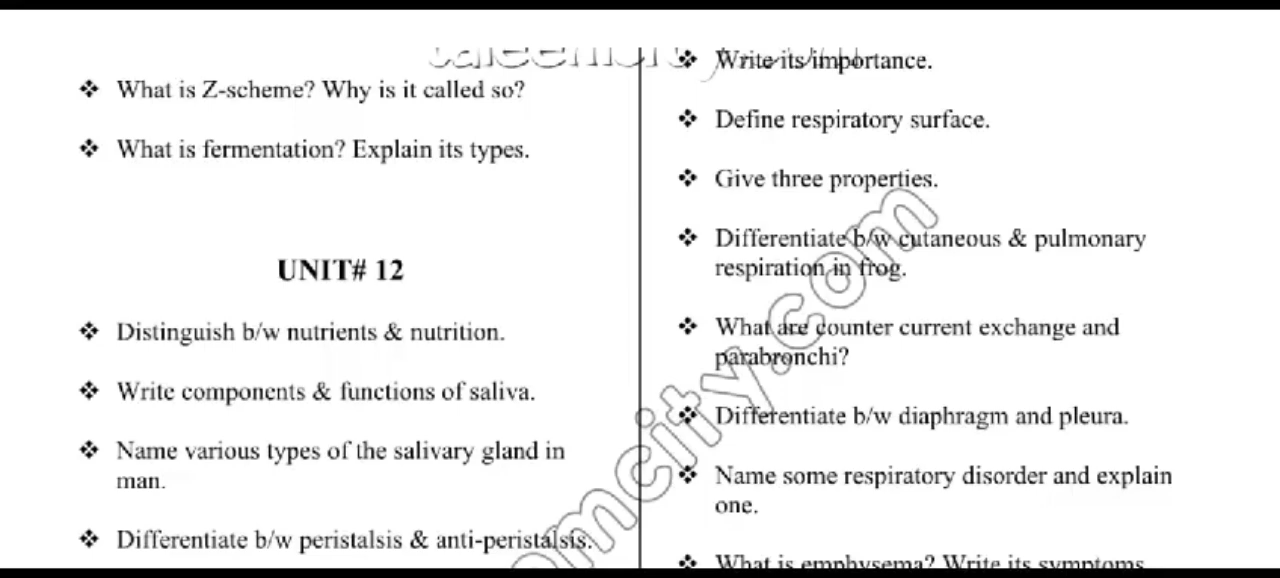 What is Z-scheme? Why is it called so?
What is fermentation? Explain its types.
UNIT# 12
Distinguish b/w nutrients & nutrition.
Write components & functions of saliva.
Name various types of the salivary gland in
man.
Differentiate b/w peristalsis & anti-peristalsis.
Write its importance.
Define respiratory surface.
Give three properties.
Differentiate b/w cutaneous & pulmonary
respiration in frog.
What are counter current exchange and
parabronchi?
Differentiate b/w diaphragm and pleura.
Name some respiratory disorder and explain
one.
What is emphysema? Write its symptoms
mcity.com